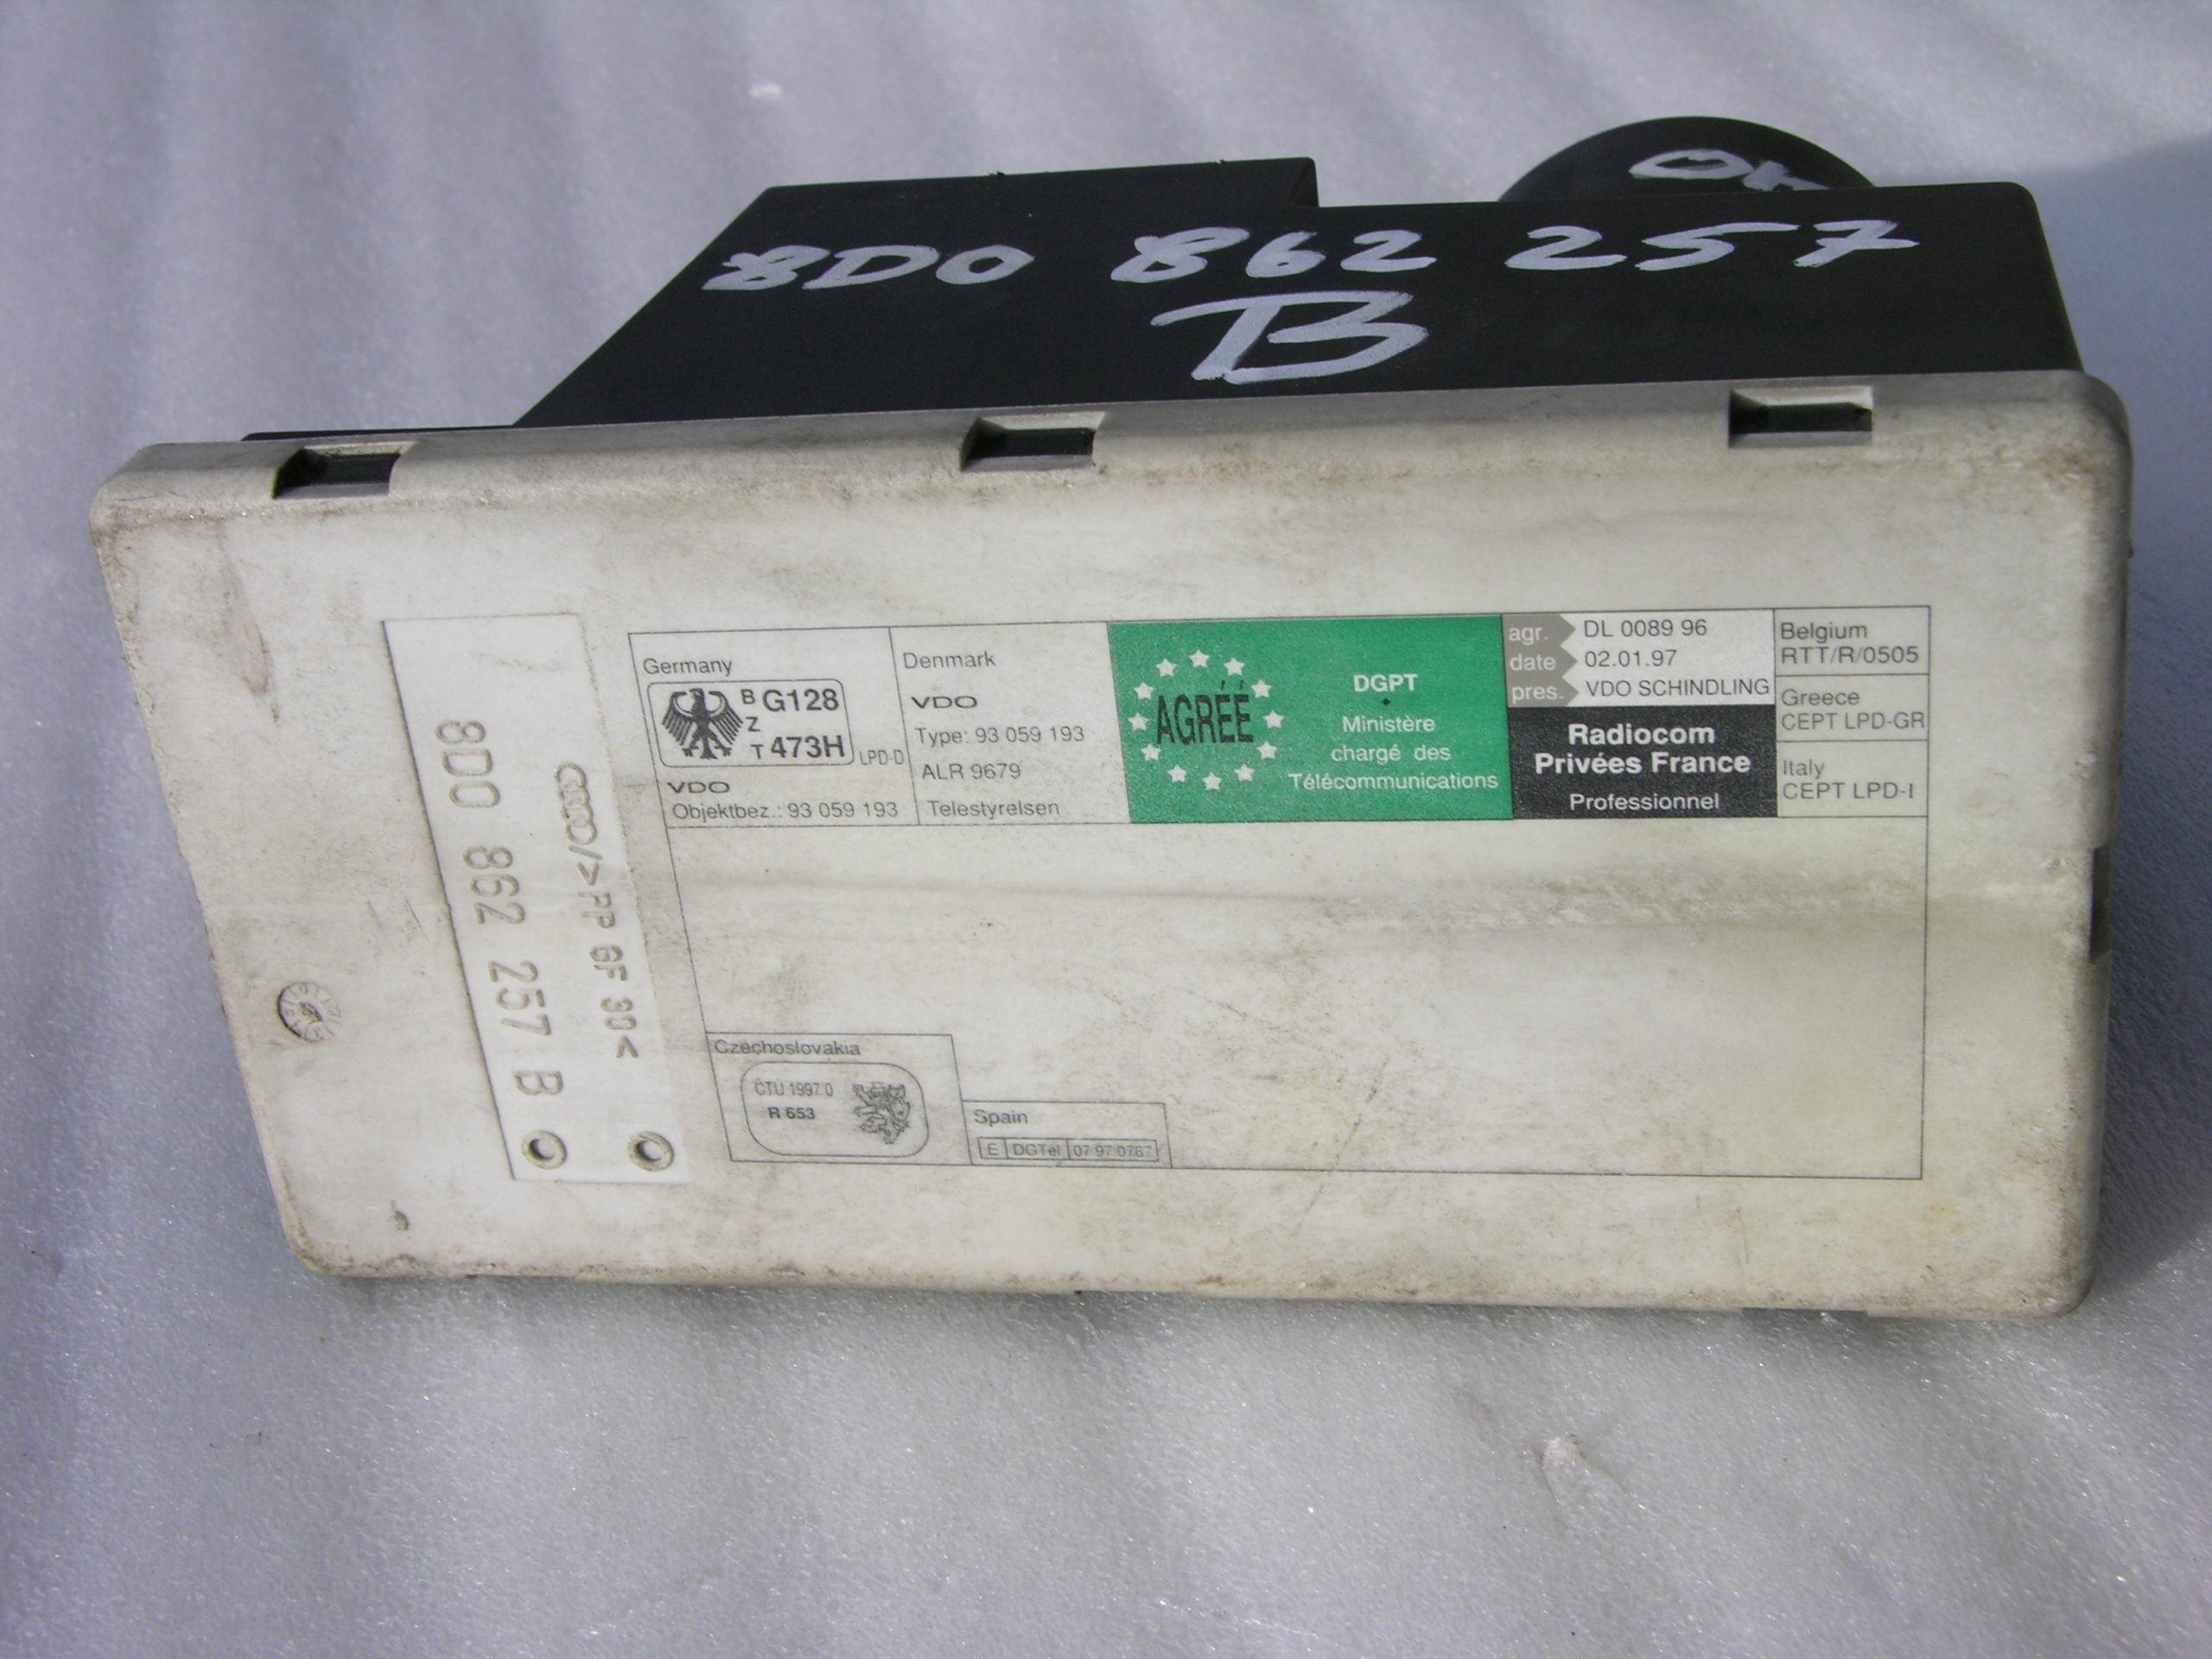 OK
8D0 862 257
B
8D0 862 257 B
/>PP GF 30<
Germany
B G128
Z
T 473H
LPD-D
VDO
Objektbez.: 93 059 193
Denmark
VDO
Type: 93 059 193
ALR 9679
Telestyrelsen
AGRÉÉ
DGPT
Ministère
chargé des
Télécommunications
agr. DL 0089 96
date 02.01.97
pres. VDO SCHINDLING
Radiocom
Privées France
Professionnel
Belgium
RTT/R/0505
Greece
CEPT LPD-GR
Italy
CEPT LPD-I
Czechoslovakia
ČTÚ 1997 0
R 653
Spain
E DGTel 07 97 0767